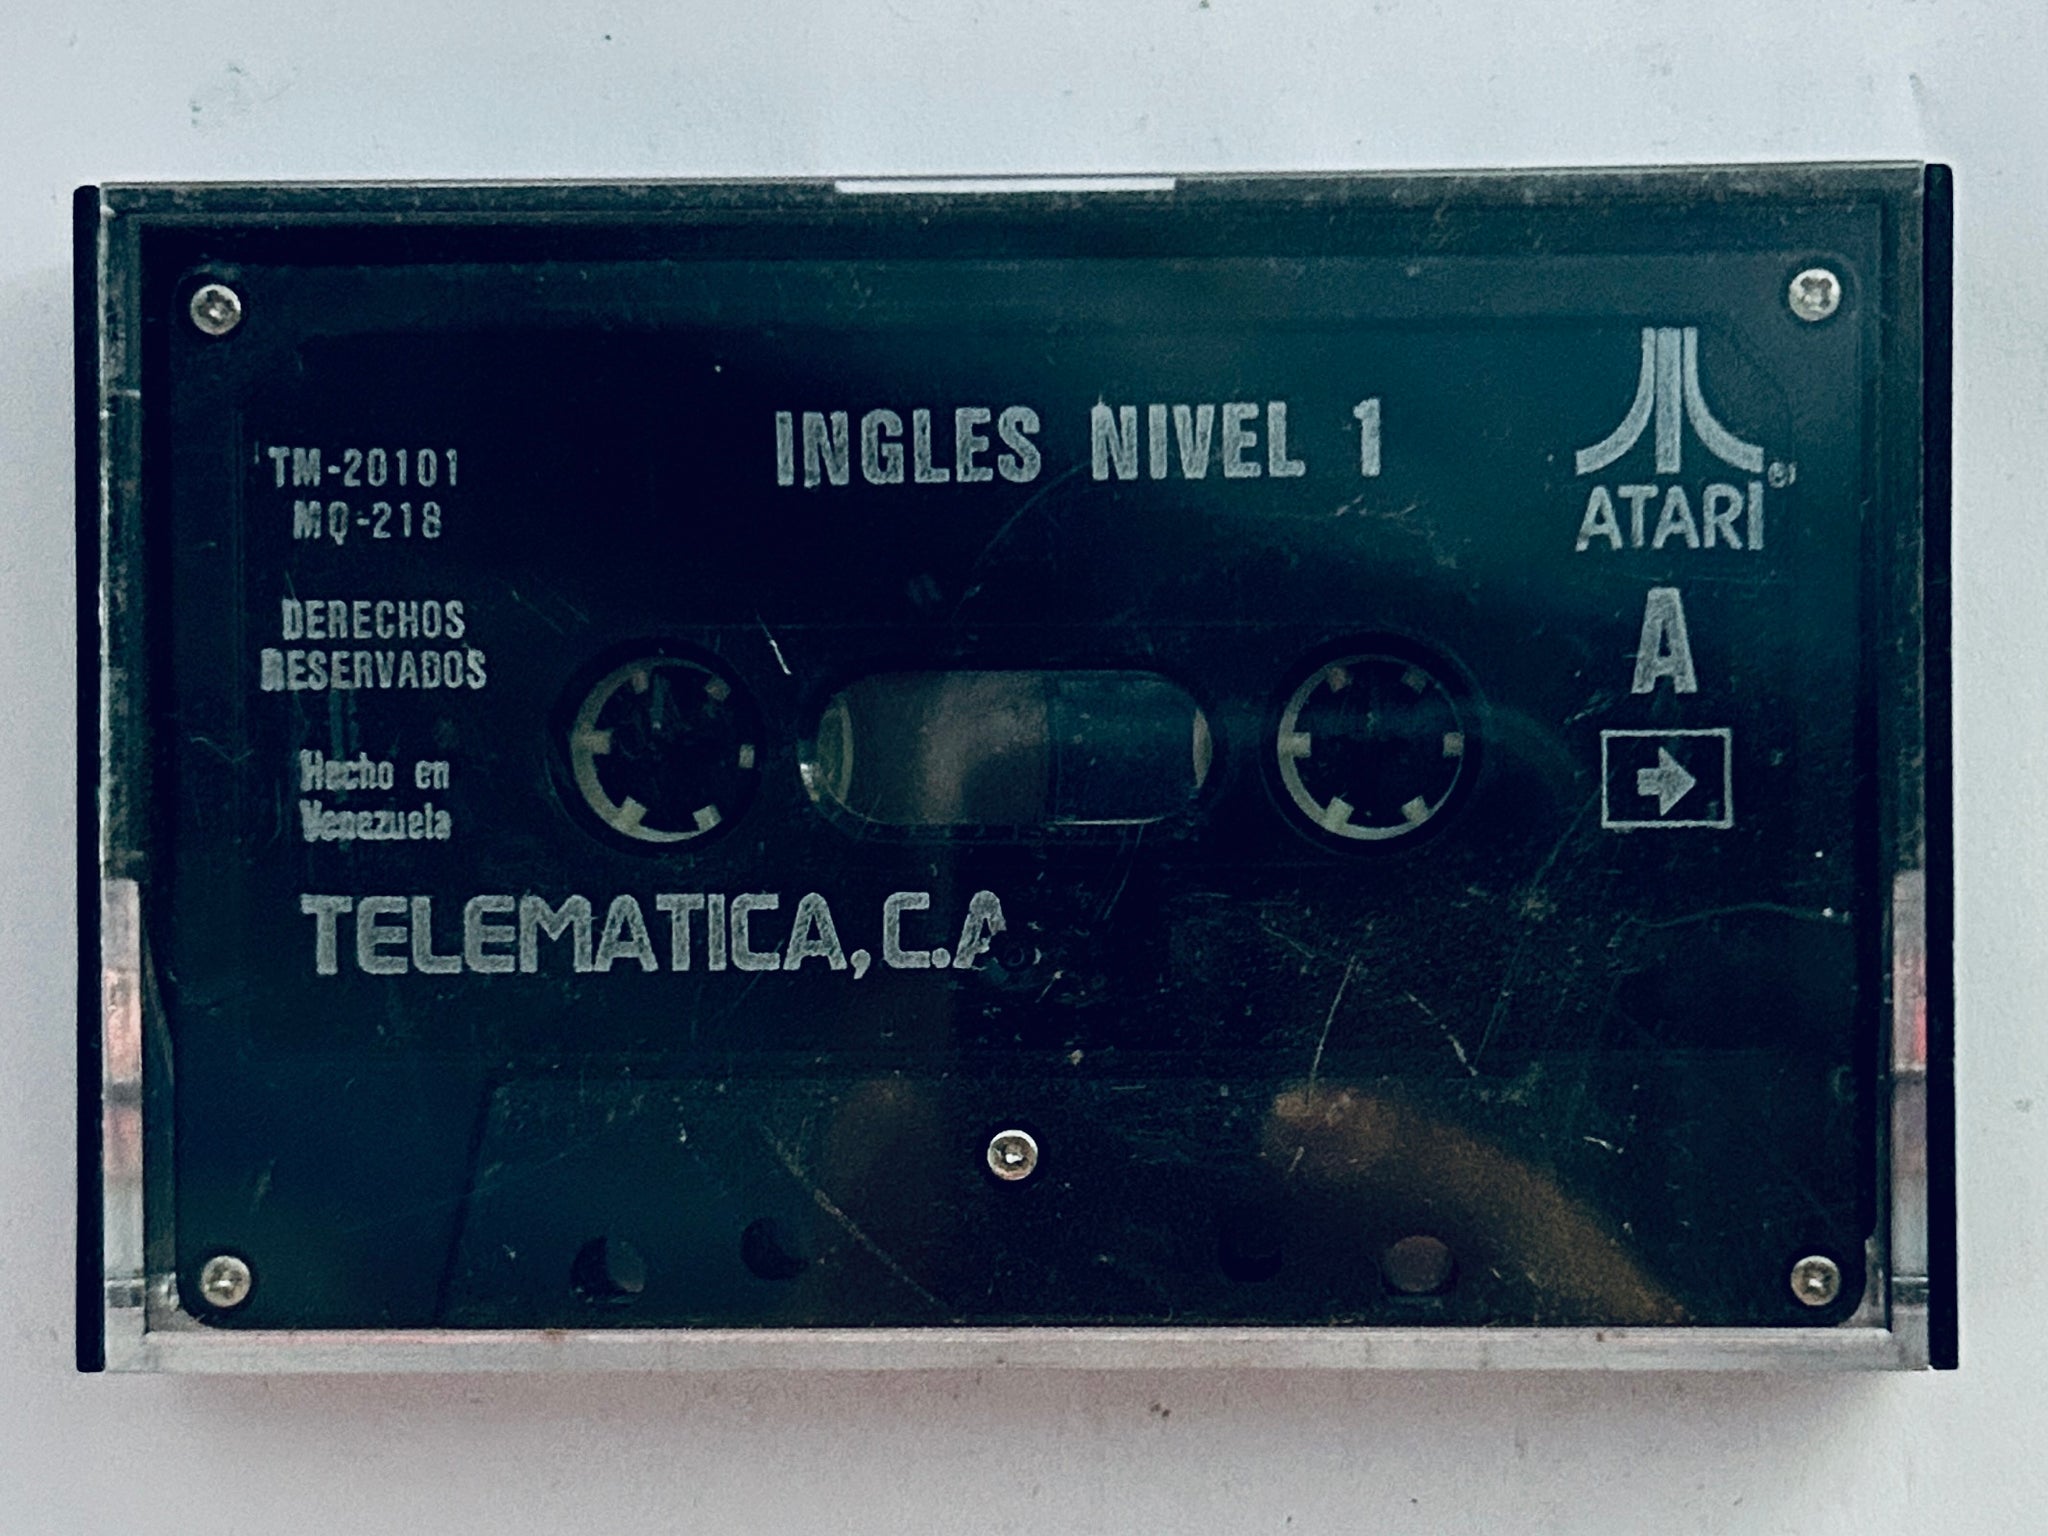 TM-20101
MQ-218
INGLES NIVEL 1
ATARI
DERECHOS
RESERVADOS
A
Hecho en
Venezuela
TELEMATICA, C.A